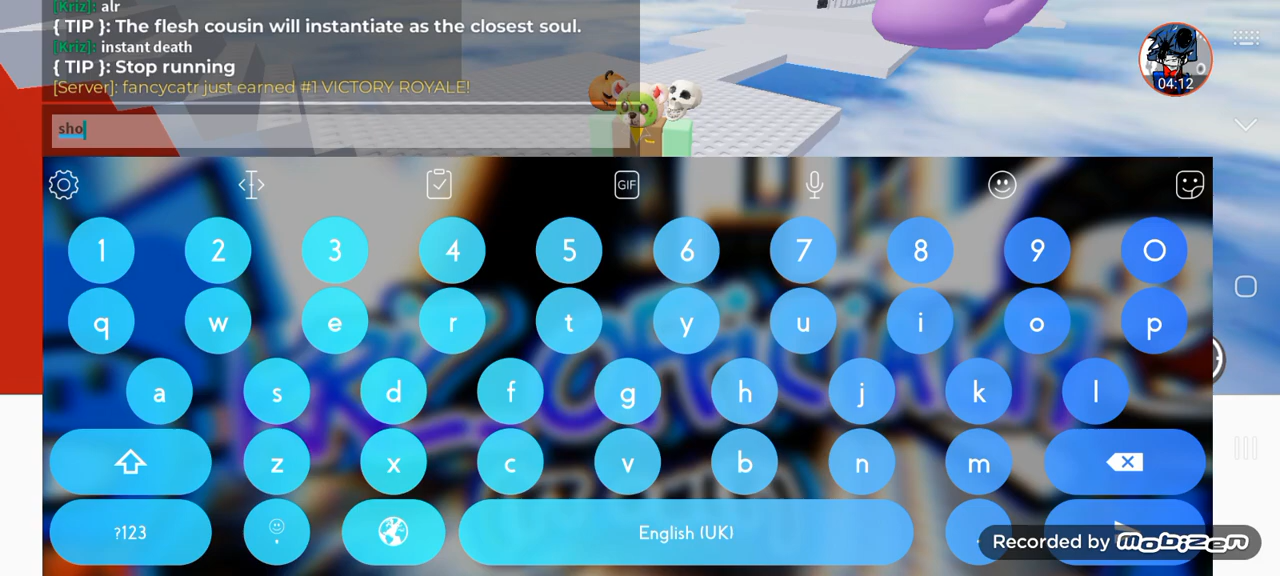 [Kriz]: alr
{ TIP }: The flesh cousin will instantiate as the closest soul.
[Kriz]: instant death
{ TIP }: Stop running
[Server]: fancycatr just earned #1 VICTORY ROYALE!
04:12
sho
GIF
1 2 3 4 5 6 7 8 9 0
q w e r t y u i o p
a s d f g h j k l
z x c v b n m
?123 English (UK)
Recorded by mobizen